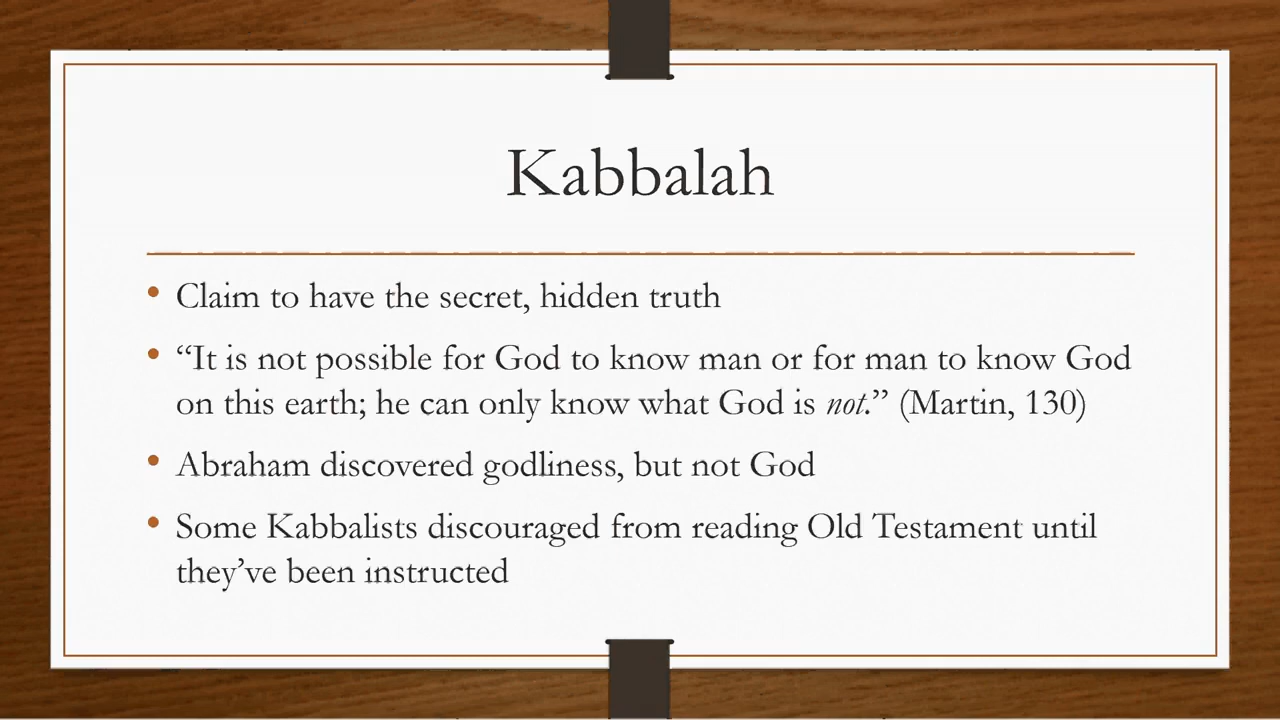 Kabbalah
• Claim to have the secret, hidden truth
• “It is not possible for God to know man or for man to know God
on this earth; he can only know what God is not.” (Martin, 130)
• Abraham discovered godliness, but not God
• Some Kabbalists discouraged from reading Old Testament until
they’ve been instructed